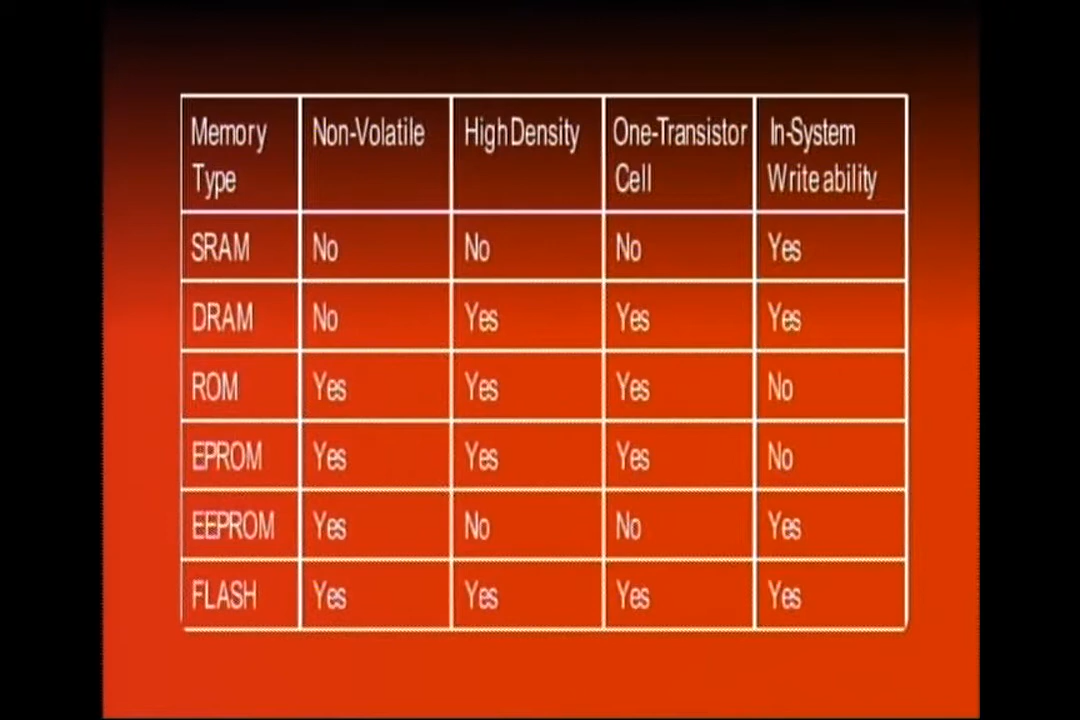 Memory Type Non-Volatile High Density One-Transistor Cell In-System Write ability
SRAM No No No Yes
DRAM No Yes Yes Yes
ROM Yes Yes Yes No
EPROM Yes Yes Yes No
EEPROM Yes No No Yes
FLASH Yes Yes Yes Yes